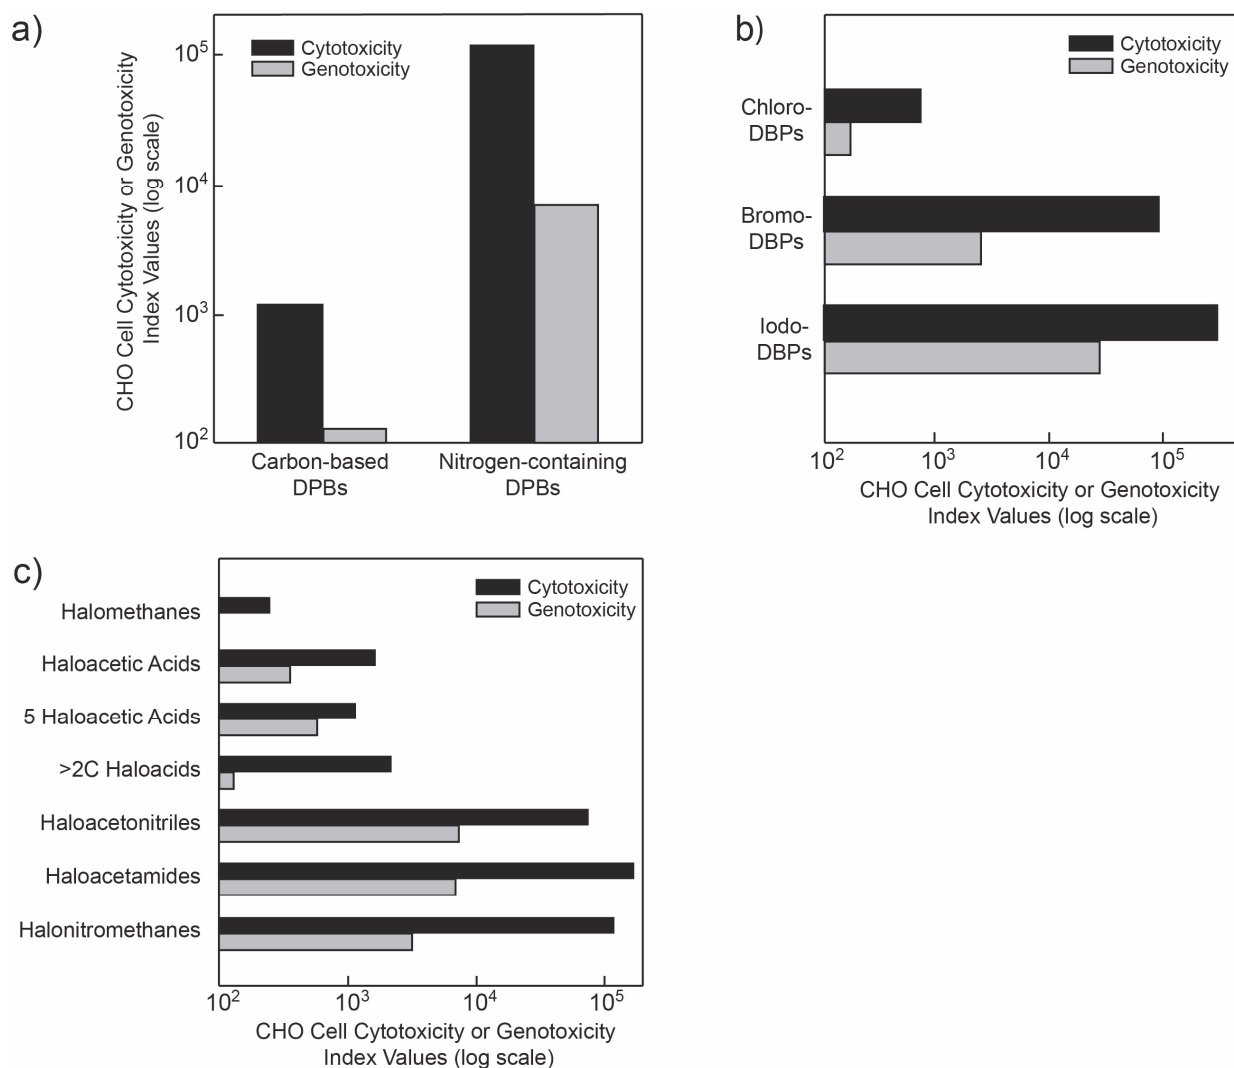 a)
CHO Cell Cytotoxicity or Genotoxicity
Index Values (log scale)
10^5
10^4
10^3
10^2
Cytotoxicity
Genotoxicity
Carbon-based
DPBs
Nitrogen-containing
DPBs
b)
Cytotoxicity
Genotoxicity
Chloro-
DBPs
Bromo-
DBPs
Iodo-
DBPs
10^2 10^3 10^4 10^5
CHO Cell Cytotoxicity or Genotoxicity
Index Values (log scale)
c)
Cytotoxicity
Genotoxicity
Halomethanes
Haloacetic Acids
5 Haloacetic Acids
>2C Haloacids
Haloacetonitriles
Haloacetamides
Halonitromethanes
10^2 10^3 10^4 10^5
CHO Cell Cytotoxicity or Genotoxicity
Index Values (log scale)